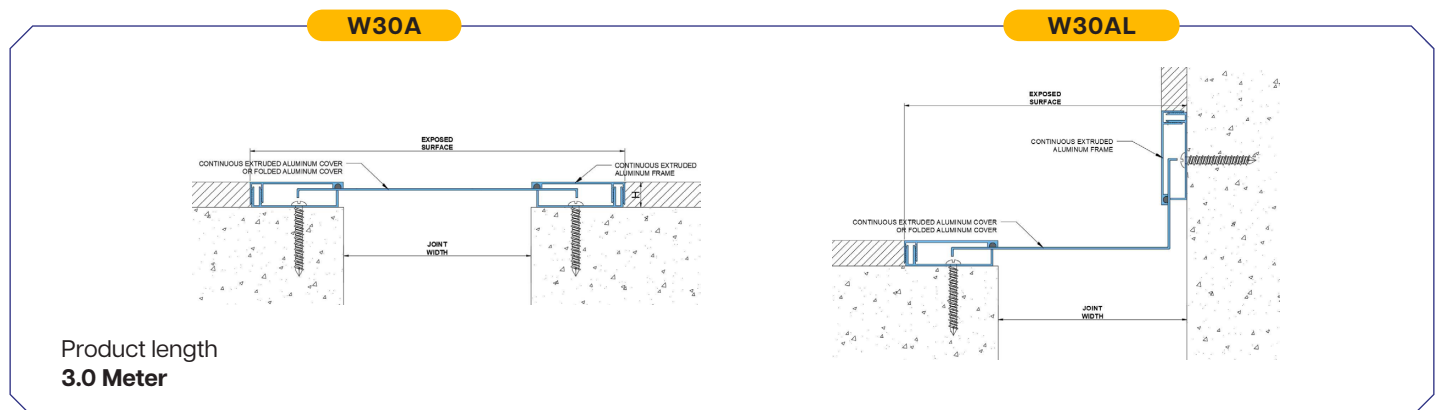 W30A
EXPOSED
SURFACE
CONTINUOUS EXTRUDED ALUMINUM COVER
OR FOLDED ALUMINUM COVER
CONTINUOUS EXTRUDED
ALUMINUM FRAME
H
JOINT
WIDTH
Product length
3.0 Meter
W30AL
EXPOSED
SURFACE
CONTINUOUS EXTRUDED
ALUMINUM FRAME
CONTINUOUS EXTRUDED ALUMINUM COVER
OR FOLDED ALUMINUM COVER
JOINT
WIDTH